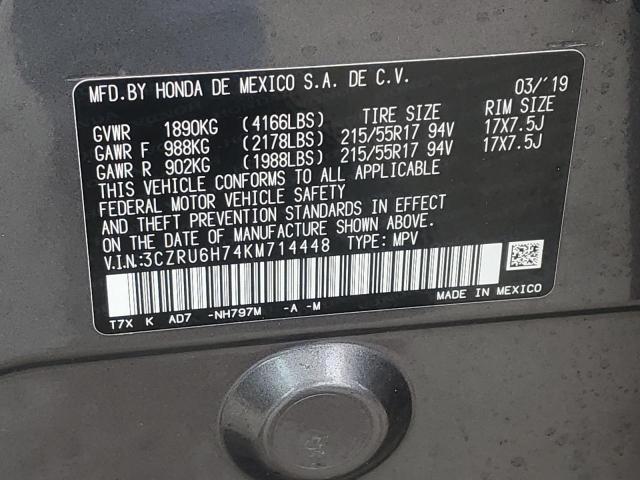 MFD.BY HONDA DE MEXICO S.A. DE C.V. 03/'19
GVWR 1890KG (4166LBS) TIRE SIZE RIM SIZE
GAWR F 988KG (2178LBS) 215/55R17 94V 17X7.5J
GAWR R 902KG (1988LBS) 215/55R17 94V 17X7.5J
THIS VEHICLE CONFORMS TO ALL APPLICABLE
FEDERAL MOTOR VEHICLE SAFETY
AND THEFT PREVENTION STANDARDS IN EFFECT
ON THE DATE OF MANUFACTURE SHOWN ABOVE.
V.I.N.:3CZRU6H74KM714448 TYPE: MPV
T7X K AD7 -NH797M -A -M MADE IN MEXICO